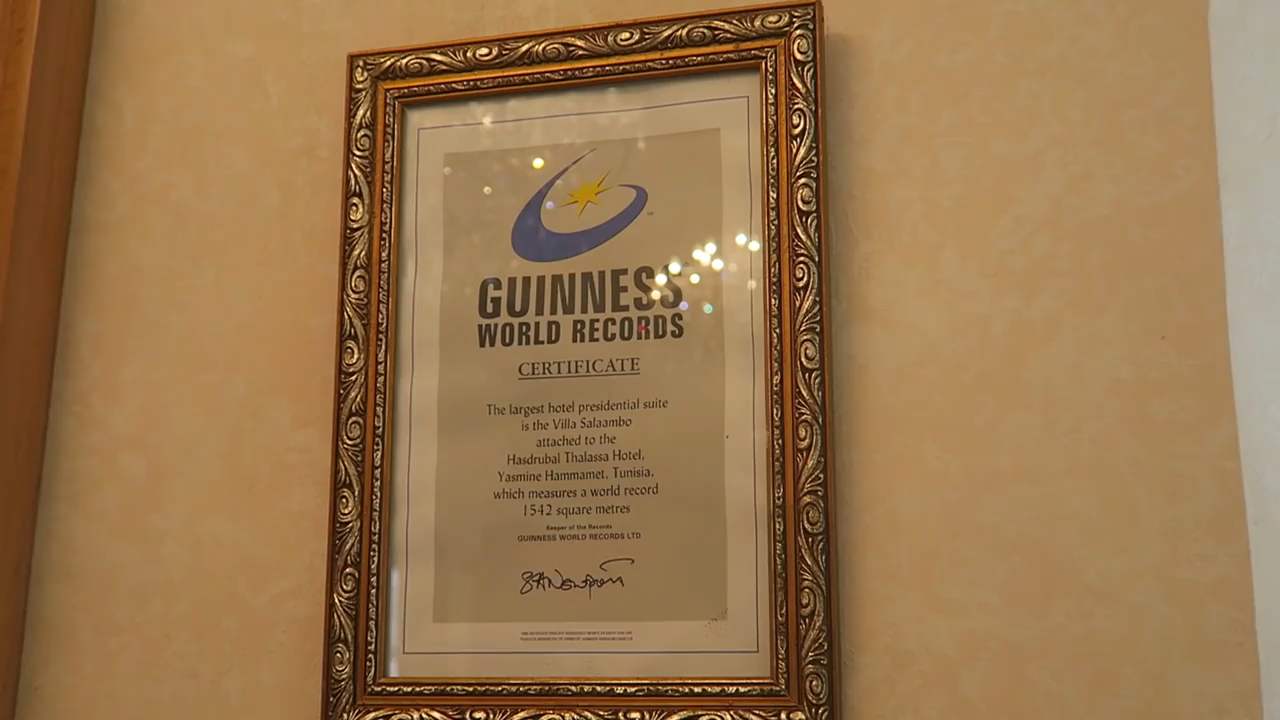 GUINNESS
WORLD RECORDS
CERTIFICATE
The largest hotel presidential suite
is the Villa Salaambo
attached to the
Hasdrubal Thalassa Hotel,
Yasmine Hammamet, Tunisia,
which measures a world record
1542 square metres
Keeper of the Records
GUINNESS WORLD RECORDS LTD